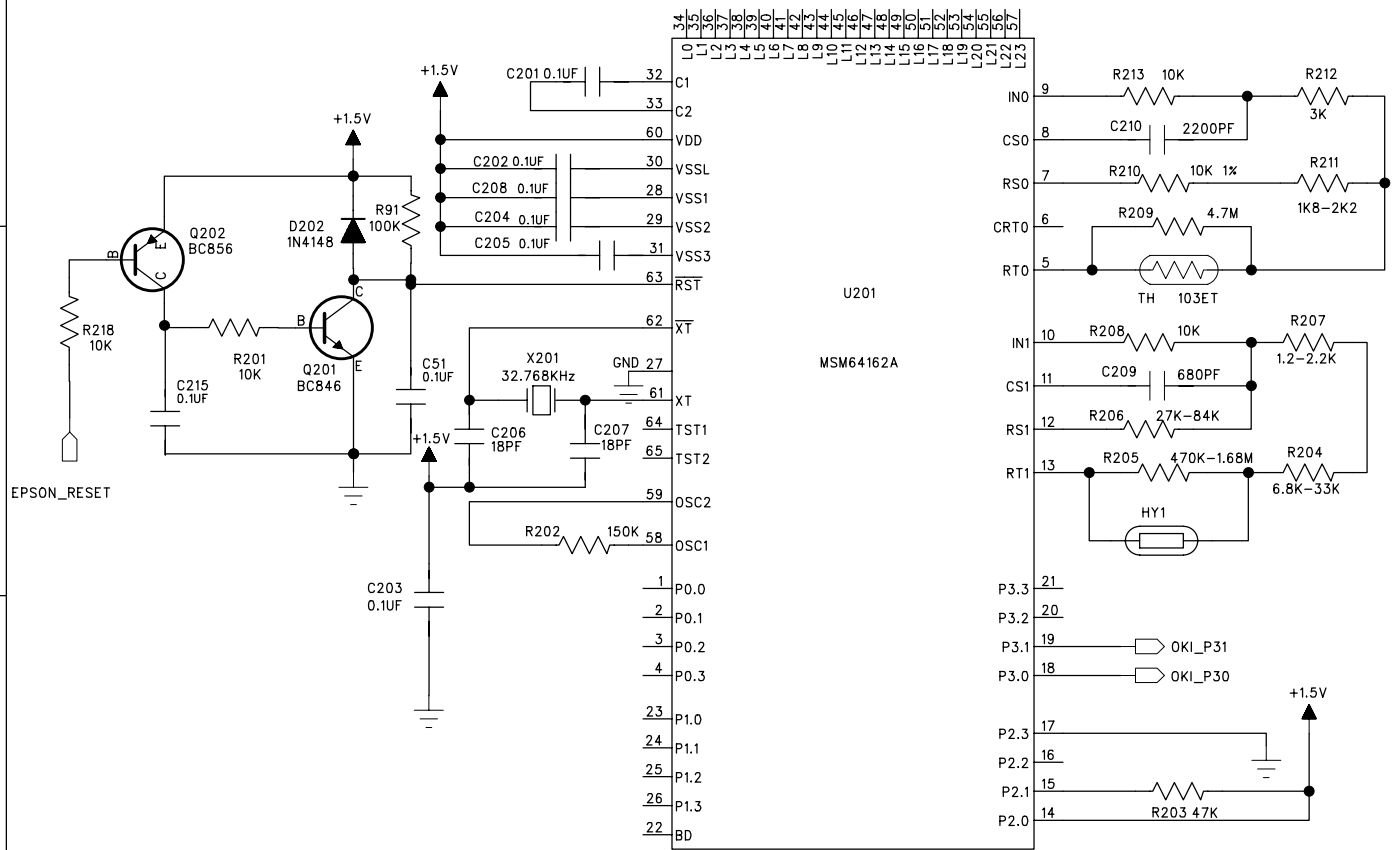 34 35 36 37 38 39 40 41 42 43 44 45 46 47 48 49 50 51 52 53 54 55 56 57
L0 L1 L2 L3 L4 L5 L6 L7 L8 L9 L10 L11 L12 L13 L14 L15 L16 L17 L18 L19 L20 L21 L22 L23
+1.5V
C201 0.1UF
32 C1
33 C2
60 VDD
C202 0.1UF
30 VSSL
C208 0.1UF
28 VSS1
C204 0.1UF
29 VSS2
C205 0.1UF
31 VSS3
63 RST
62 XT
GND 27
61 XT
64 TST1
65 TST2
59 OSC2
58 OSC1
R202 150K
1 P0.0
2 P0.1
3 P0.2
4 P0.3
23 P1.0
24 P1.1
25 P1.2
26 P1.3
22 BD
+1.5V
Q202
BC856
B
E
C
D202
1N4148
R91
100K
R218
10K
R201
10K
C215
0.1UF
B
C
E
Q201
BC846
C51
0.1UF
EPSON_RESET
X201
32.768KHz
C206
18PF
C207
18PF
+1.5V
C203
0.1UF
U201
MSM64162A
IN0 9
R213 10K
R212
3K
CS0 8
C210 2200PF
RS0 7
R210 10K 1%
R211
1K8-2K2
CRT0 6
R209 4.7M
RT0 5
TH 103ET
IN1 10
R208 10K
R207
1.2-2.2K
CS1 11
C209 680PF
RS1 12
R206 27K-84K
RT1 13
R205 470K-1.68M
R204
6.8K-33K
HY1
P3.3 21
P3.2 20
P3.1 19 OKI_P31
P3.0 18 OKI_P30
+1.5V
P2.3 17
P2.2 16
P2.1 15
R203 47K
P2.0 14